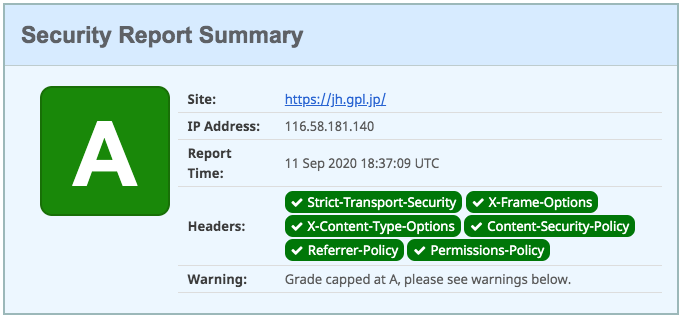 Security Report Summary
A
Site: https://jh.gpl.jp/
IP Address: 116.58.181.140
Report Time: 11 Sep 2020 18:37:09 UTC
Headers: Strict-Transport-Security X-Frame-Options
X-Content-Type-Options Content-Security-Policy
Referrer-Policy Permissions-Policy
Warning: Grade capped at A, please see warnings below.